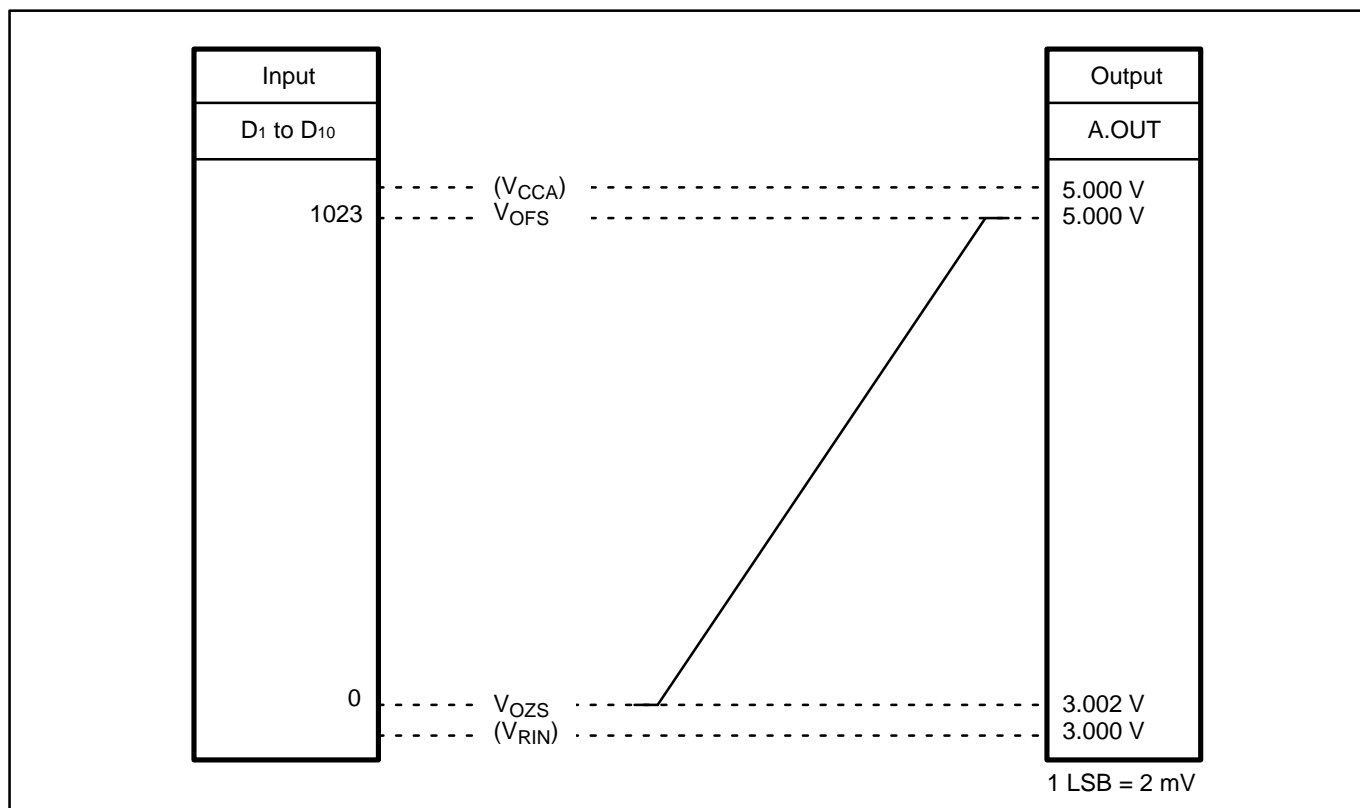 Input
D1 to D10
1023
0
(VCCA)
VOFS
VOZS
(VRIN)
Output
A.OUT
5.000 V
5.000 V
3.002 V
3.000 V
1 LSB = 2 mV